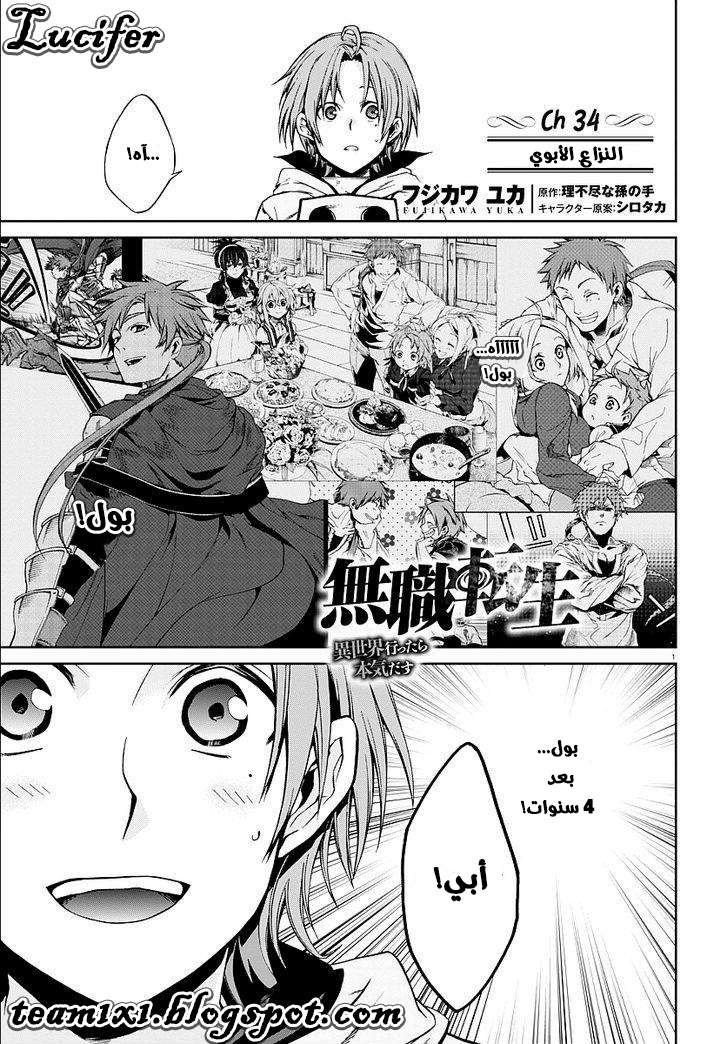 Lucifer
Ch 34
النزاع الأبوي
...آه!
フジカワ ユカ
FUJIKAWA YUKA
原作:理不尽な孫の手
キャラクター原案:シロタカ
اااااه...
بول!
بول!
無職転生
異世界行ったら
本気だす
1
بول...
بعد
4 سنوات!
أبي!
team1x1.blogspot.com